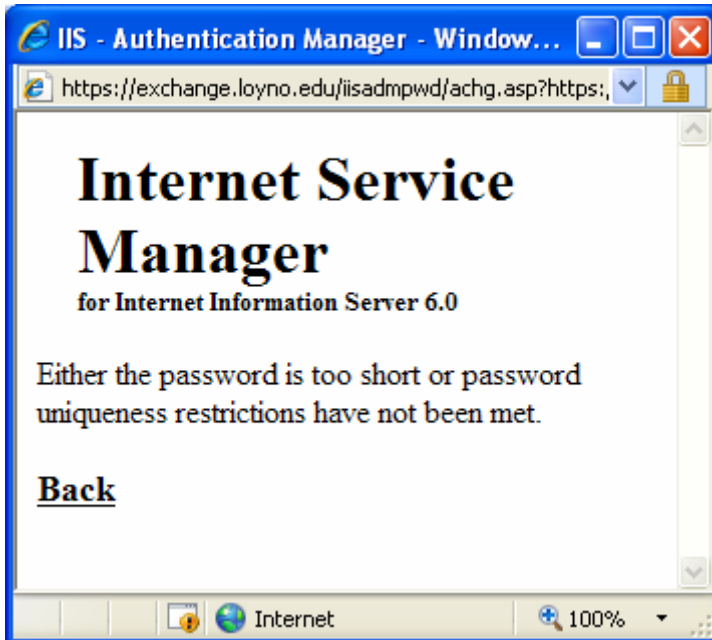 IIS - Authentication Manager - Window...
https://exchange.loyno.edu/iisadmpwd/achg.asp?https:,
Internet Service
Manager
for Internet Information Server 6.0
Either the password is too short or password
uniqueness restrictions have not been met.
Back
Internet 100%